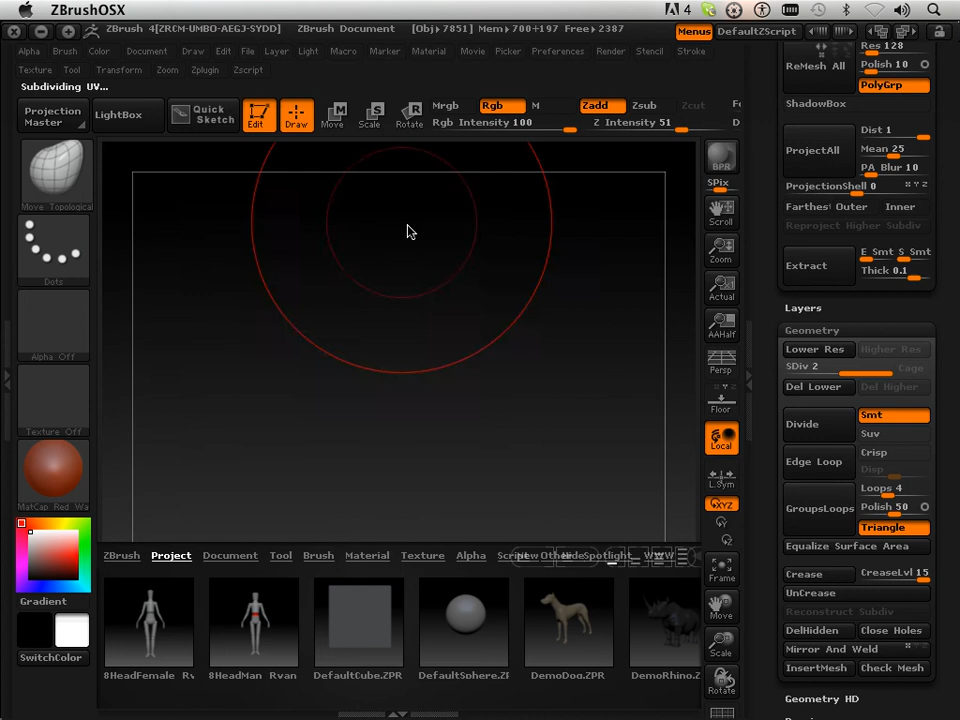 ZBrushOSX
4
ZBrush 4[ZRCM-UMBO-AEGJ-SYDD] ZBrush Document [Obj▸7851] Mem▸700+197 Free▸2387 Menus DefaultZScript
Alpha Brush Color Document Draw Edit File Layer Light Macro Marker Material Movie Picker Preferences Render Stencil Stroke
Texture Tool Transform Zoom Zplugin Zscript
Subdividing UV...
Projection Master
LightBox
Quick Sketch
Edit Draw Move Scale Rotate
Mrgb Rgb M Zadd Zsub Zcut
Rgb Intensity 100 Z Intensity 51
Move Topological
Dots
Alpha Off
Texture Off
MatCap Red Wa
Gradient
SwitchColor
BPR
SPix
Scroll
Zoom
Actual
AAHalf
Persp
Floor
Local
L.Sym
XYZ
Frame
Move
Scale
Rotate
ReMesh All
Res 128
Polish 10
PolyGrp
ShadowBox
ProjectAll
Dist 1
Mean 25
PA Blur 10
ProjectionShell 0
Farthest Outer Inner
Reproject Higher Subdiv
Extract
E Smt S Smt
Thick 0.1
Layers
Geometry
Lower Res Higher Res
SDiv 2 Cage
Del Lower Del Higher
Divide
Smt
Suv
Edge Loop
Crisp
Disp
GroupsLoops
Loops 4
Polish 50
Triangle
Equalize Surface Area
Crease CreaseLvl 15
UnCrease
Reconstruct Subdiv
DelHidden Close Holes
Mirror And Weld
InsertMesh Check Mesh
Geometry HD
ZBrush Project Document Tool Brush Material Texture Alpha Script Spotlight
8HeadFemale_Rv 8HeadMan_Rvan DefaultCube.ZPR DefaultSphere.ZF DemoDog.ZPR DemoRhino.Z